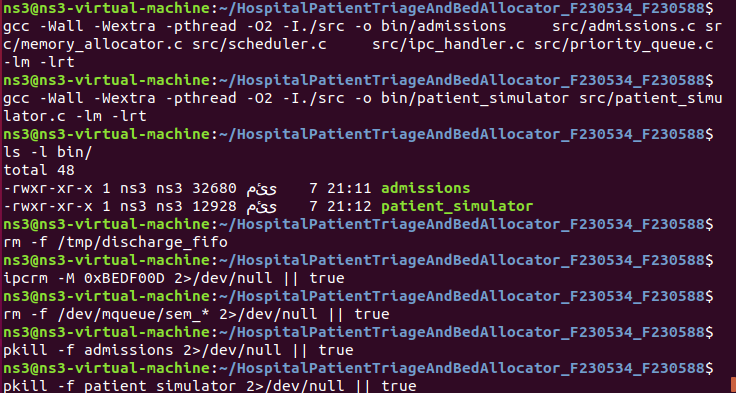 ns3@ns3-virtual-machine:~/HospitalPatientTriageAndBedAllocator_F230534_F230588$
gcc -Wall -Wextra -pthread -O2 -I./src -o bin/admissions     src/admissions.c sr
c/memory_allocator.c src/scheduler.c     src/ipc_handler.c src/priority_queue.c
-lm -lrt
ns3@ns3-virtual-machine:~/HospitalPatientTriageAndBedAllocator_F230534_F230588$
gcc -Wall -Wextra -pthread -O2 -I./src -o bin/patient_simulator src/patient_simu
lator.c -lm -lrt
ns3@ns3-virtual-machine:~/HospitalPatientTriageAndBedAllocator_F230534_F230588$
ls -l bin/
total 48
-rwxr-xr-x 1 ns3 ns3 32680 مئی   7 21:11 admissions
-rwxr-xr-x 1 ns3 ns3 12928 مئی   7 21:12 patient_simulator
ns3@ns3-virtual-machine:~/HospitalPatientTriageAndBedAllocator_F230534_F230588$
rm -f /tmp/discharge_fifo
ns3@ns3-virtual-machine:~/HospitalPatientTriageAndBedAllocator_F230534_F230588$
ipcrm -M 0xBEDF00D 2>/dev/null || true
ns3@ns3-virtual-machine:~/HospitalPatientTriageAndBedAllocator_F230534_F230588$
rm -f /dev/mqueue/sem_* 2>/dev/null || true
ns3@ns3-virtual-machine:~/HospitalPatientTriageAndBedAllocator_F230534_F230588$
pkill -f admissions 2>/dev/null || true
ns3@ns3-virtual-machine:~/HospitalPatientTriageAndBedAllocator_F230534_F230588$
pkill -f patient_simulator 2>/dev/null || true